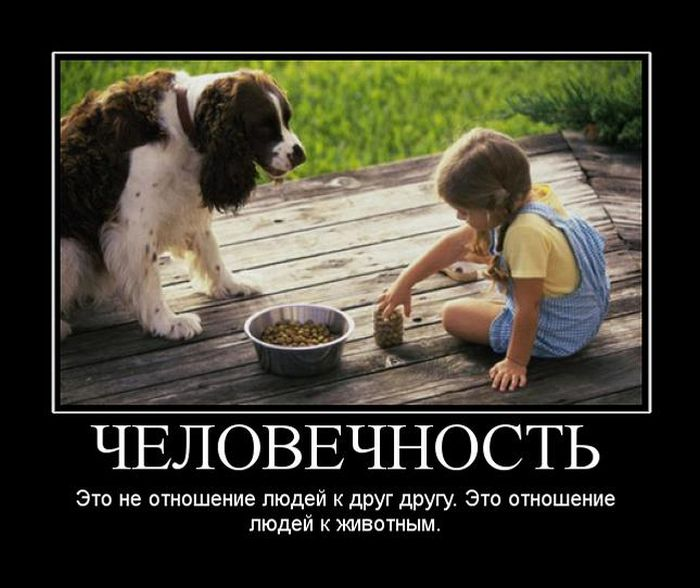 ЧЕЛОВЕЧНОСТЬ
Это не отношение людей к друг другу. Это отношение
людей к животным.